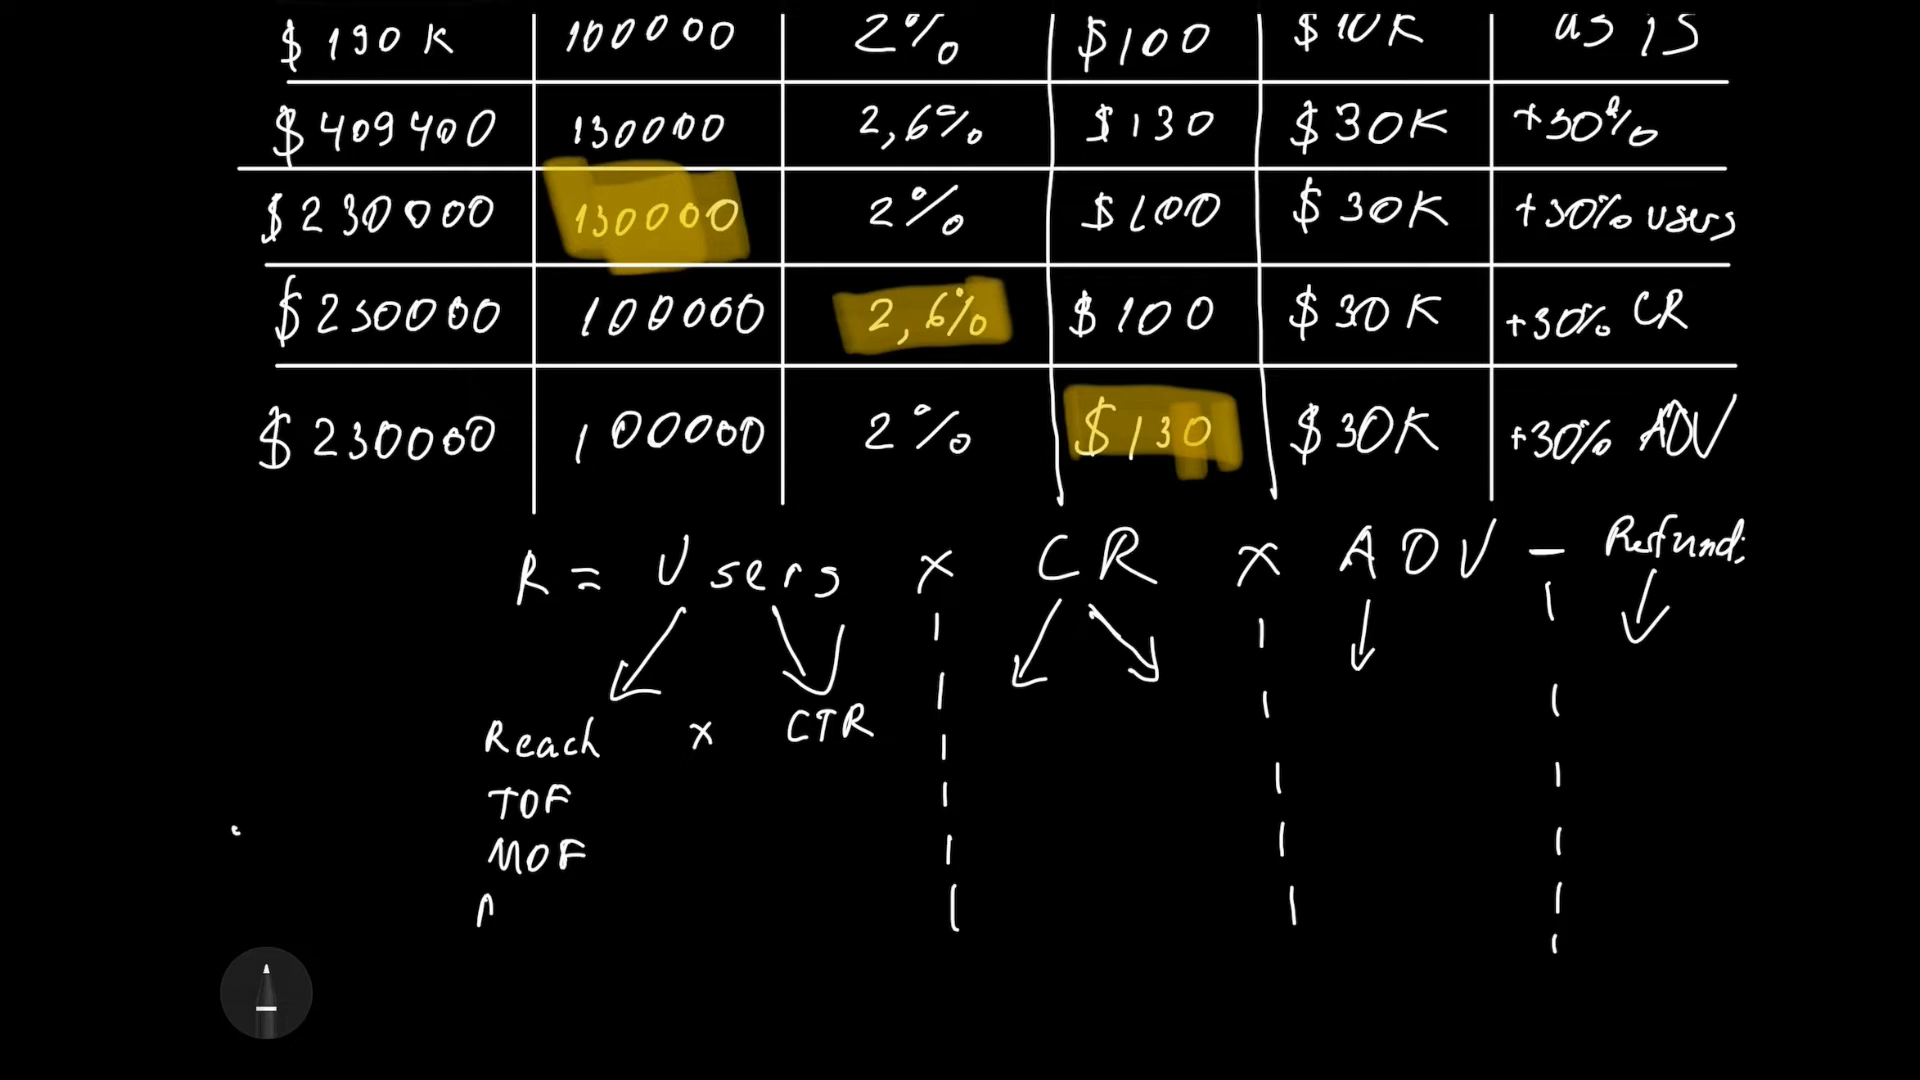 $ 190 K 100000 2% $100 $10K as is
$409400 130000 2,6% $130 $30K +30%
$230000 130000 2% $100 $30K +30% users
$230000 100000 2,6% $100 $30K +30% CR
$230000 100000 2% $130 $30K +30% AOV
R = Users x CR x AOV - Refunds
Reach x CTR
TOF
MOF